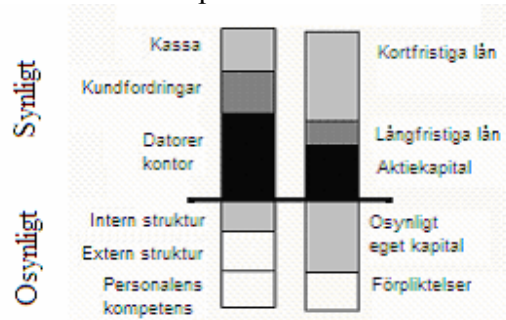 Synligt
Kassa
Kundfordringar
Datorer
kontor
Kortfristiga lån
Långfristiga lån
Aktiekapital
Osynligt
Intern struktur
Extern struktur
Personalens
kompetens
Osynligt
eget kapital
Förpliktelser